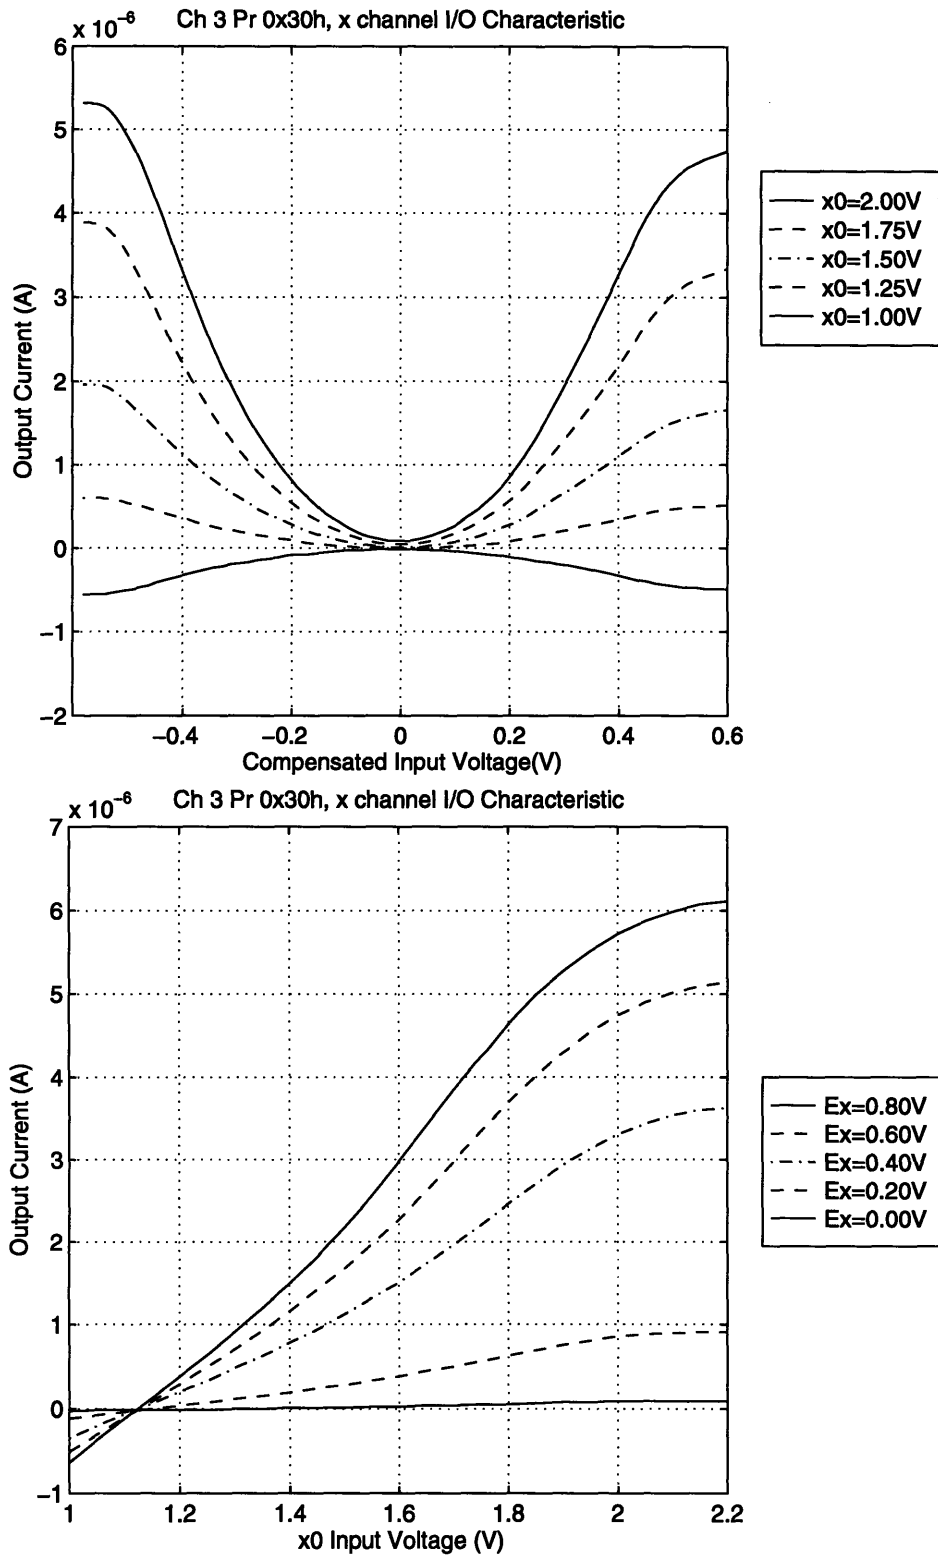 x 10⁻⁶ Ch 3 Pr 0x30h, x channel I/O Characteristic
6
5
4
3
2
1
0
−1
−2
Output Current (A)
−0.4 −0.2 0 0.2 0.4 0.6
Compensated Input Voltage(V)
x0=2.00V
x0=1.75V
x0=1.50V
x0=1.25V
x0=1.00V
x 10⁻⁶ Ch 3 Pr 0x30h, x channel I/O Characteristic
7
6
5
4
3
2
1
0
−1
Output Current (A)
1 1.2 1.4 1.6 1.8 2 2.2
x0 Input Voltage (V)
Ex=0.80V
Ex=0.60V
Ex=0.40V
Ex=0.20V
Ex=0.00V